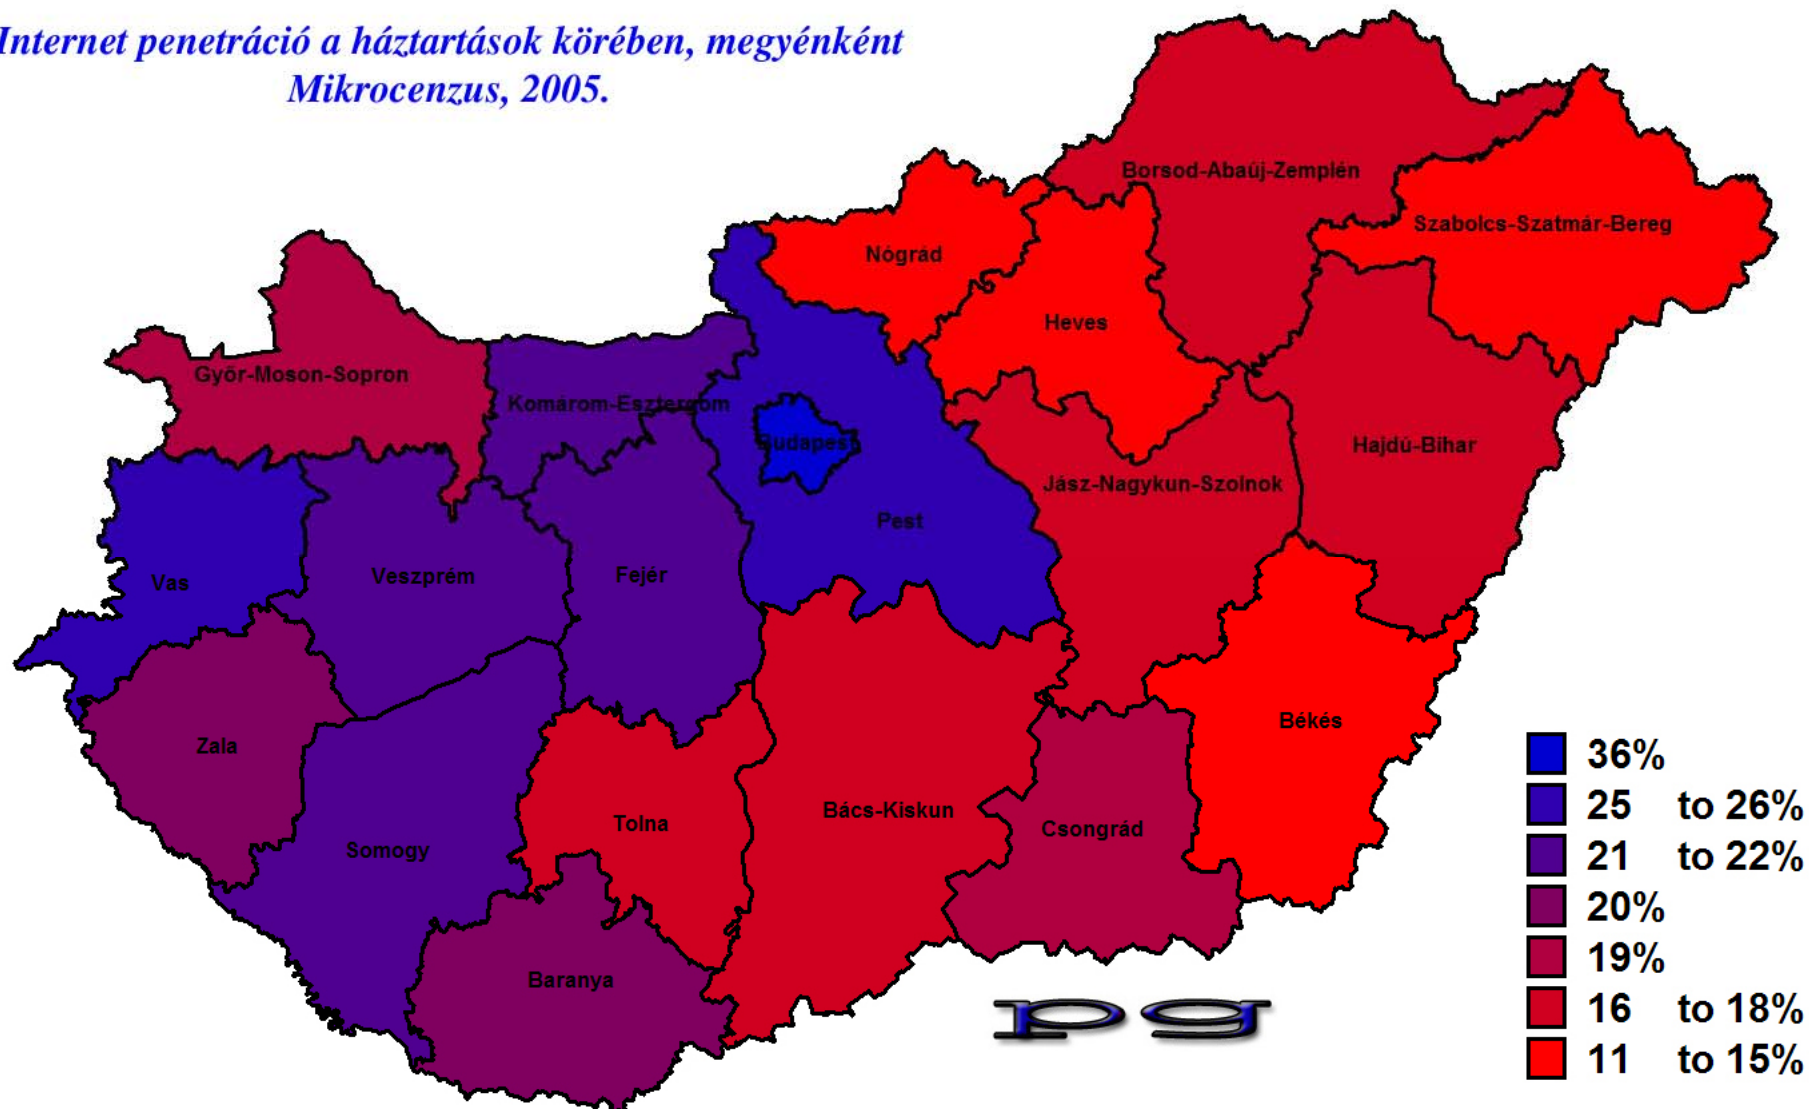 Internet penetráció a háztartások körében, megyénként
Mikrocenzus, 2005.
Borsod-Abaúj-Zemplén
Szabolcs-Szatmár-Bereg
Nógrád
Heves
Győr-Moson-Sopron
Komárom-Esztergom
Budapest
Hajdú-Bihar
Jász-Nagykun-Szolnok
Pest
Vas
Veszprém
Fejér
Békés
Zala
Bács-Kiskun
Tolna
Csongrád
Somogy
Baranya
36%
25 to 26%
21 to 22%
20%
19%
16 to 18%
11 to 15%
pg